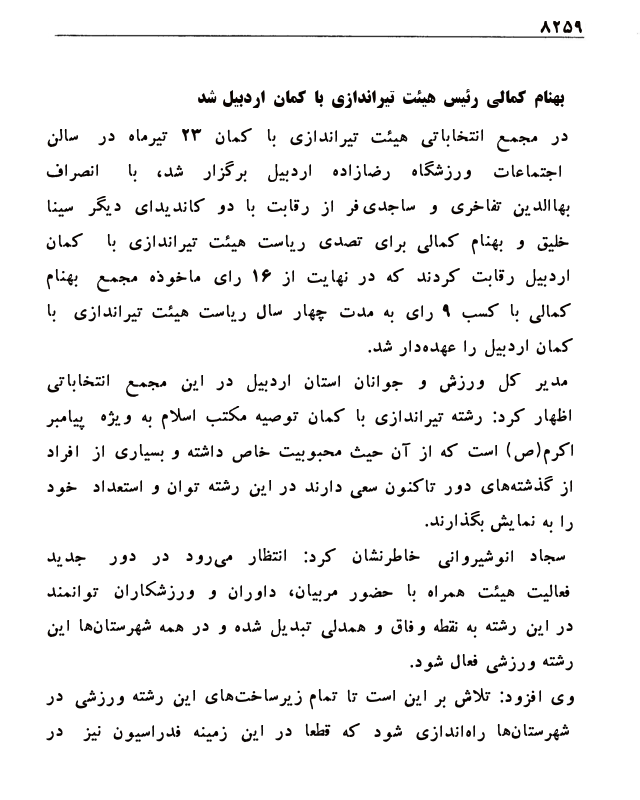 ۸۲۵۹
بهنام کمالی رئیس هیئت تیراندازی با کمان اردبیل شد
در مجمع انتخاباتی هیئت تیراندازی با کمان ۲۳ تیرماه در سالن
اجتماعات ورزشگاه رضازاده اردبیل برگزار شد، با انصراف
بهاالدین تفاخری و ساجدی‌فر از رقابت با دو کاندیدای دیگر سینا
خلیق و بهنام کمالی برای تصدی ریاست هیئت تیراندازی با کمان
اردبیل رقابت کردند که در نهایت از ۱۶ رای ماخوذه مجمع بهنام
کمالی با کسب ۹ رای به مدت چهار سال ریاست هیئت تیراندازی با
کمان اردبیل را عهده‌دار شد.
مدیر کل ورزش و جوانان استان اردبیل در این مجمع انتخاباتی
اظهار کرد: رشته تیراندازی با کمان توصیه مکتب اسلام به ویژه پیامبر
اکرم(ص) است که از آن حیث محبوبیت خاص داشته و بسیاری از افراد
از گذشته‌های دور تاکنون سعی دارند در این رشته توان و استعداد خود
را به نمایش بگذارند.
سجاد انوشیروانی خاطرنشان کرد: انتظار می‌رود در دور جدید
فعالیت هیئت همراه با حضور مربیان، داوران و ورزشکاران توانمند
در این رشته به نقطه وفاق و همدلی تبدیل شده و در همه شهرستان‌ها این
رشته ورزشی فعال شود.
وی افزود: تلاش بر این است تا تمام زیرساخت‌های این رشته ورزشی در
شهرستان‌ها راه‌اندازی شود که قطعا در این زمینه فدراسیون نیز در